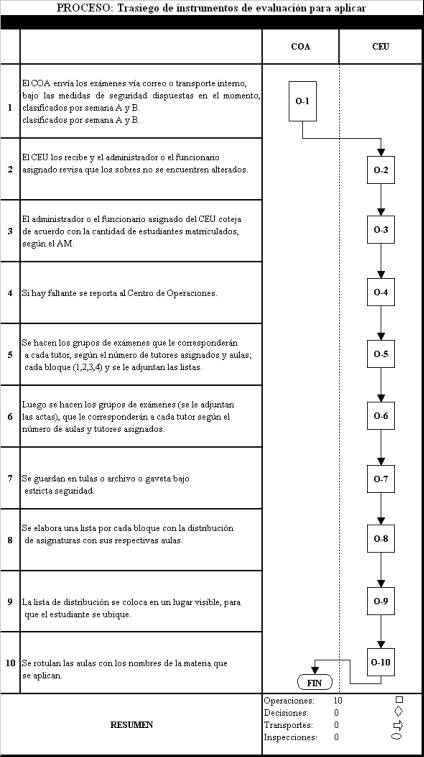 PROCESO: Trasiego de instrumentos de evaluación para aplicar
COA CEU
1 El COA envía los exámenes vía correo o transporte interno,
bajo las medidas de seguridad dispuestas en el momento,
clasificados por semana A y B.
clasificados por semana A y B.
O-1
2 El CEU los recibe y el administrador o el funcionario
asignado revisa que los sobres no se encuentren alterados.
O-2
3 El administrador o el funcionario asignado del CEU coteja
de acuerdo con la cantidad de estudiantes matriculados,
según el AM.
O-3
4 Si hay faltante se reporta al Centro de Operaciones.
O-4
5 Se hacen los grupos de exámenes que le corresponderán
a cada tutor, según el número de tutores asignados y aulas;
cada bloque (1,2,3,4) y se le adjuntan las listas.
O-5
6 Luego se hacen los grupos de exámenes (se le adjuntan
las actas), que le corresponderán a cada tutor según el
número de aulas y tutores asignados.
O-6
7 Se guardan en tulas o archivo o gaveta bajo
estricta seguridad.
O-7
8 Se elabora una lista por cada bloque con la distribución
de asignaturas con sus respectivas aulas.
O-8
9 La lista de distribución se coloca en un lugar visible, para
que el estudiante se ubique.
O-9
10 Se rotulan las aulas con los nombres de la materia que
se aplican.
O-10
FIN
RESUMEN
Operaciones: 10
Decisiones: 0
Transportes: 0
Inspecciones: 0